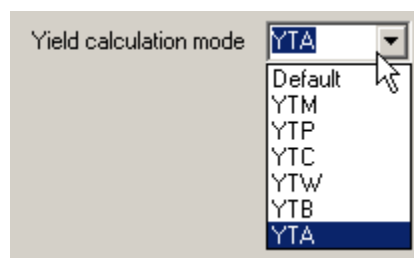 Yield calculation mode YTA
Default
YTM
YTP
YTC
YTW
YTB
YTA